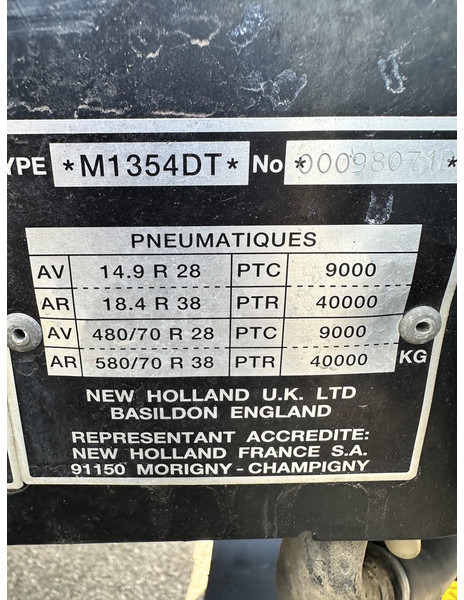 YPE *M1354DT* No *00098071B*
PNEUMATIQUES
AV 14.9 R 28 PTC 9000
AR 18.4 R 38 PTR 40000
AV 480/70 R 28 PTC 9000
AR 580/70 R 38 PTR 40000 KG
NEW HOLLAND U.K. LTD
BASILDON ENGLAND
REPRESENTANT ACCREDITE:
NEW HOLLAND FRANCE S.A.
91150 MORIGNY - CHAMPIGNY